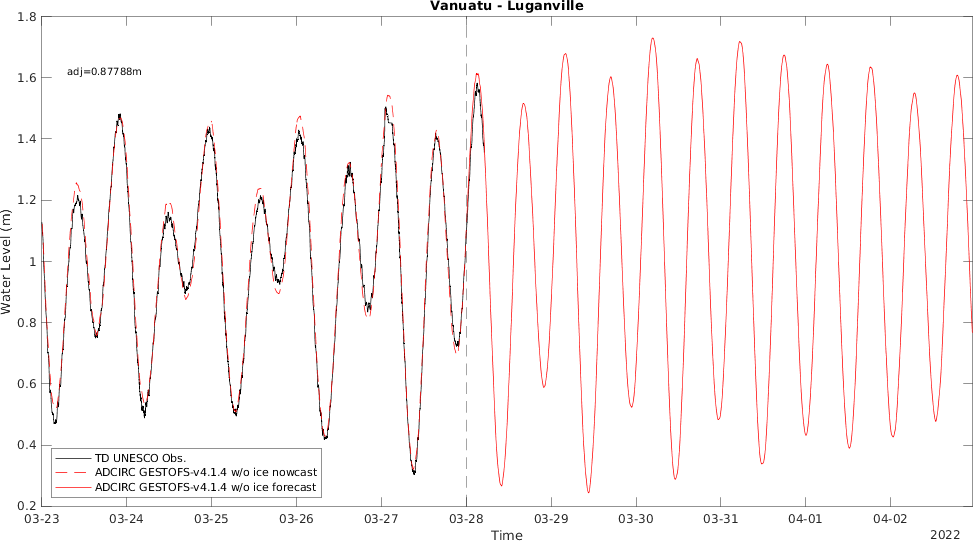 Vanuatu - Luganville
1.8
1.6
1.4
1.2
1
0.8
0.6
0.4
0.2
Water Level (m)
adj=0.87788m
TD UNESCO Obs.
ADCIRC GESTOFS-v4.1.4 w/o ice nowcast
ADCIRC GESTOFS-v4.1.4 w/o ice forecast
03-23 03-24 03-25 03-26 03-27 03-28 03-29 03-30 03-31 04-01 04-02
Time
2022